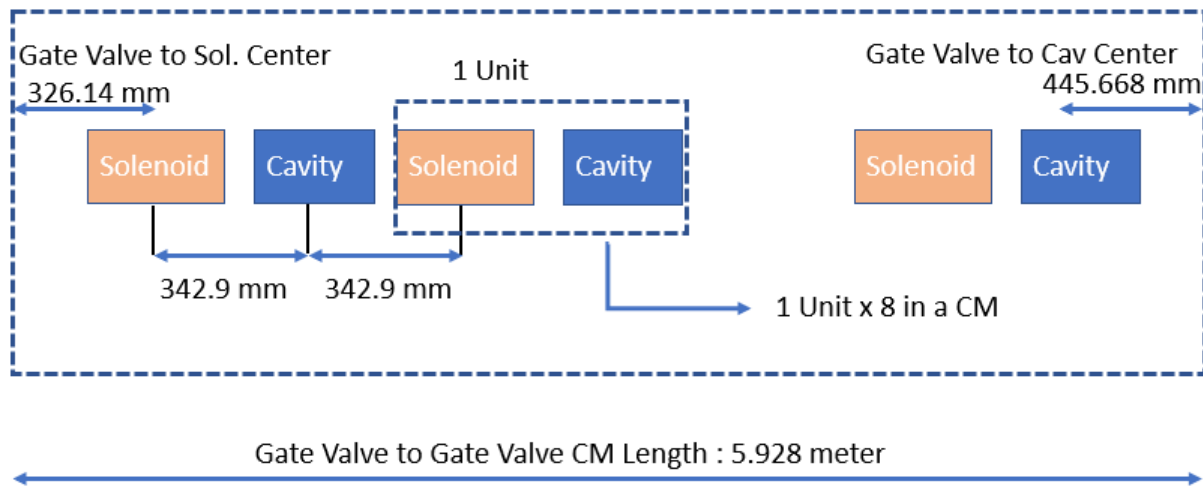 Gate Valve to Sol. Center
326.14 mm
1 Unit
Gate Valve to Cav Center
445.668 mm
Solenoid
Cavity
Solenoid
Cavity
Solenoid
Cavity
342.9 mm
342.9 mm
1 Unit x 8 in a CM
Gate Valve to Gate Valve CM Length : 5.928 meter